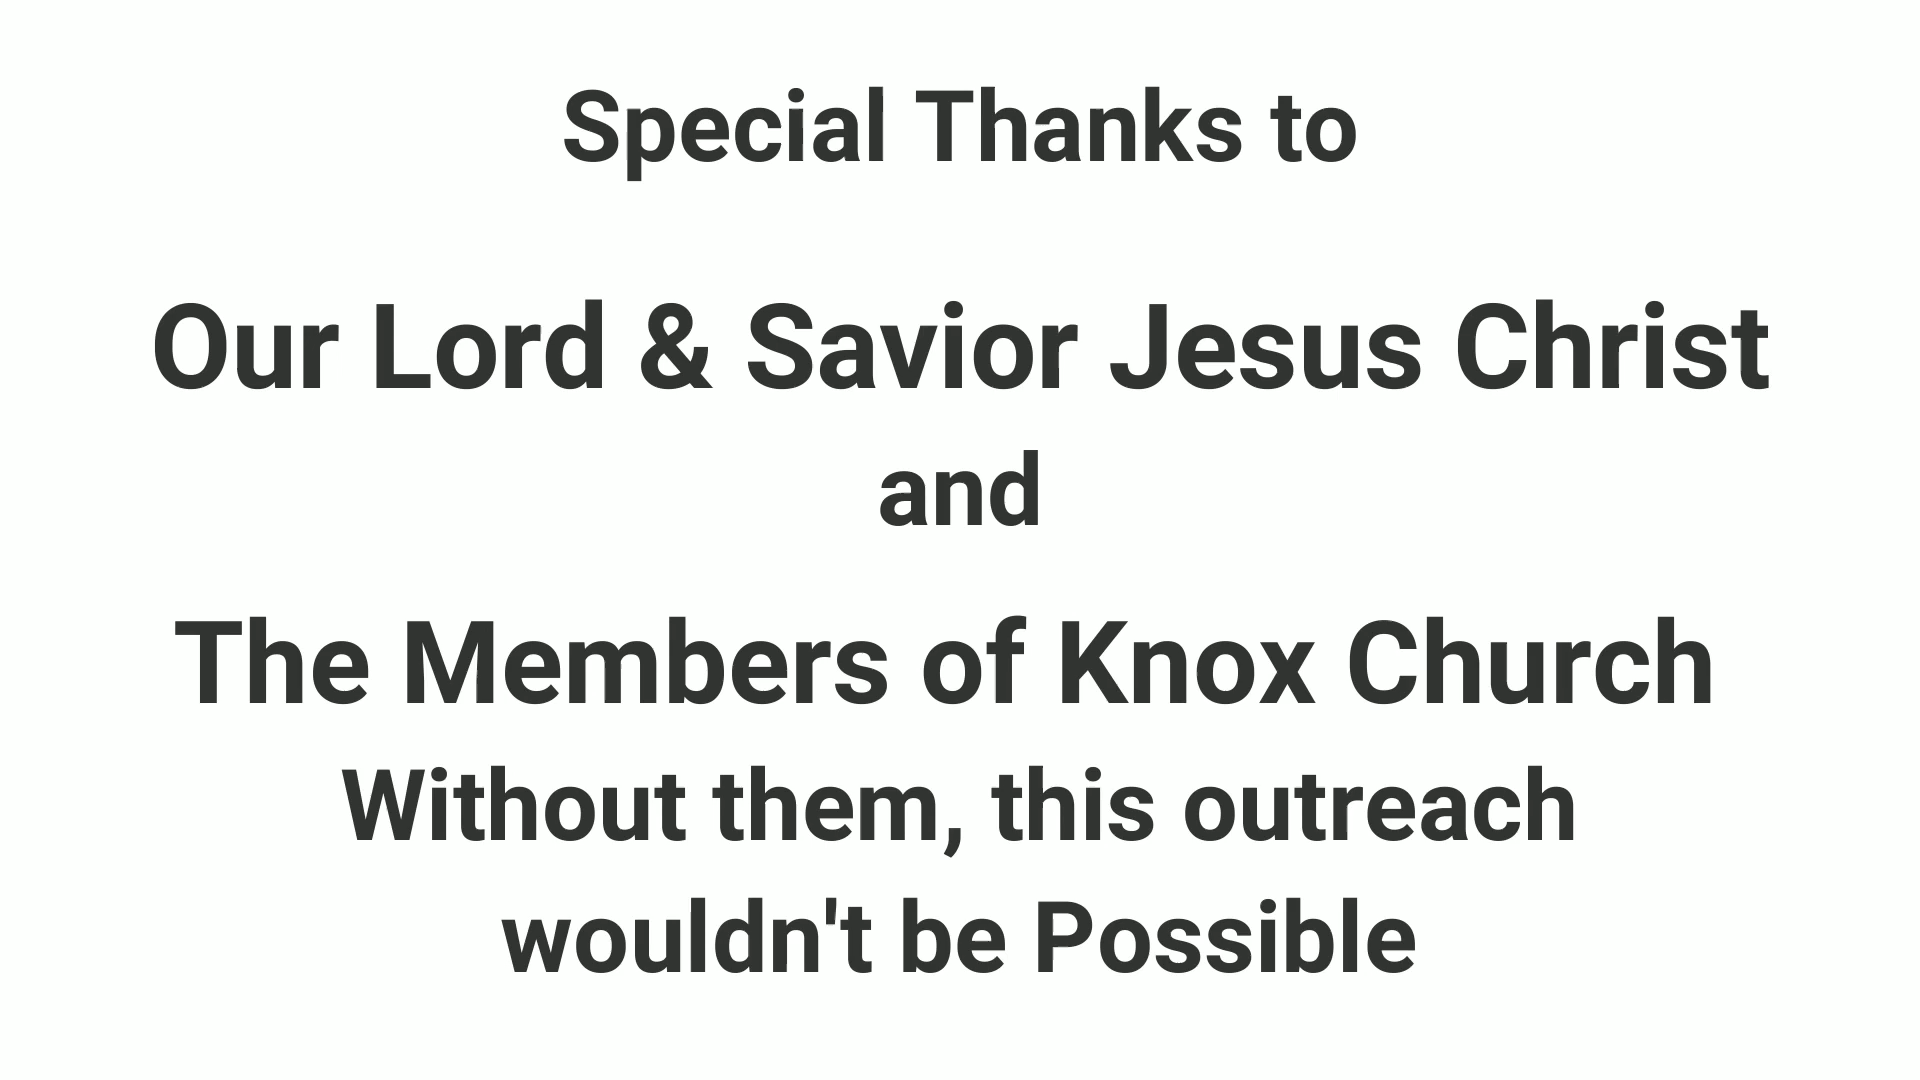 Special Thanks to
Our Lord & Savior Jesus Christ
and
The Members of Knox Church
Without them, this outreach
wouldn't be Possible